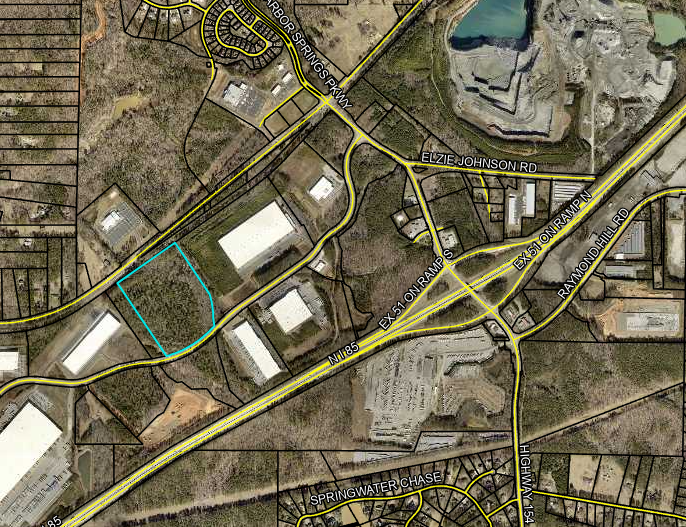 ARBOR SPRINGS PKWY
ELZIE JOHNSON RD
EX 51 ON RAMP S
EX 51 ON RAMP N
RAYMOND HILL RD
N I 85
HIGHWAY 154
SPRINGWATER CHASE
85